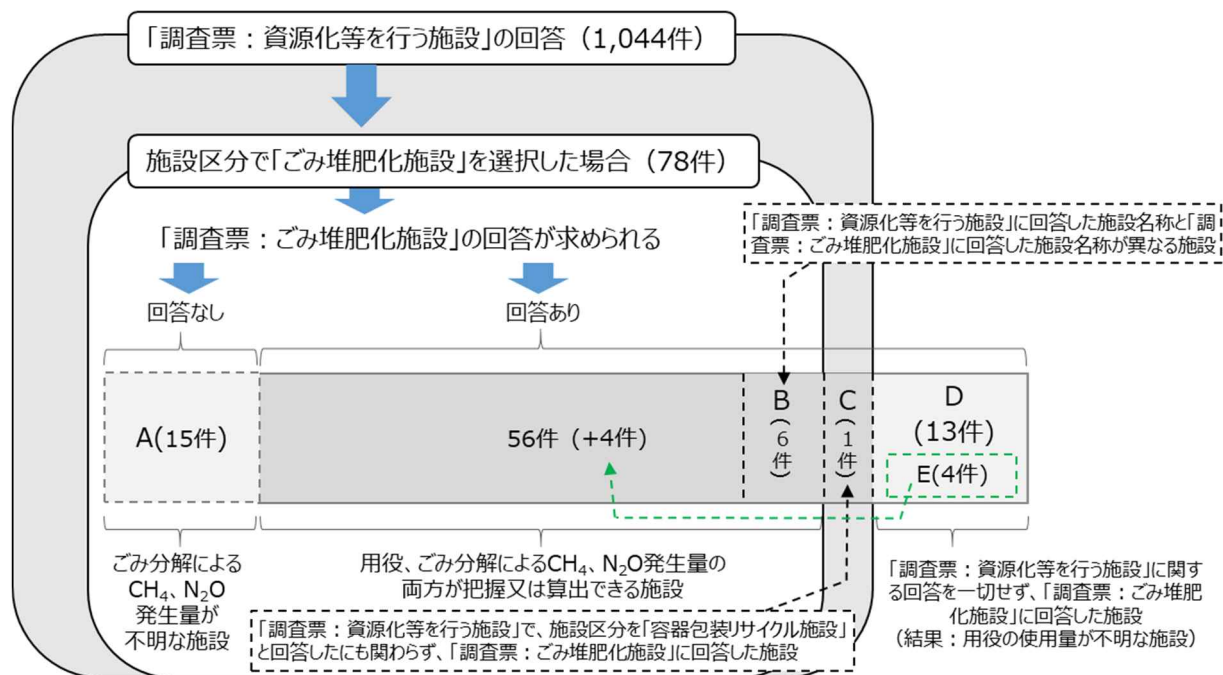 「調査票：資源化等を行う施設」の回答（1,044件）
施設区分で「ごみ堆肥化施設」を選択した場合（78件）
「調査票：ごみ堆肥化施設」の回答が求められる
「調査票：資源化等を行う施設」に回答した施設名称と「調
査票：ごみ堆肥化施設」に回答した施設名称が異なる施設
回答なし
回答あり
A(15件)
56件（+4件）
B（6件）
C（1件）
D
(13件)
E(4件)
ごみ分解による
CH₄、N₂O
発生量が
不明な施設
用役、ごみ分解によるCH₄、N₂O発生量の
両方が把握又は算出できる施設
「調査票：資源化等を行う施設」で、施設区分を「容器包装リサイクル施設」
と回答したにも関わらず、「調査票：ごみ堆肥化施設」に回答した施設
「調査票：資源化等を行う施設」に関す
る回答を一切せず、「調査票：ごみ堆肥
化施設」に回答した施設
（結果：用役の使用量が不明な施設）